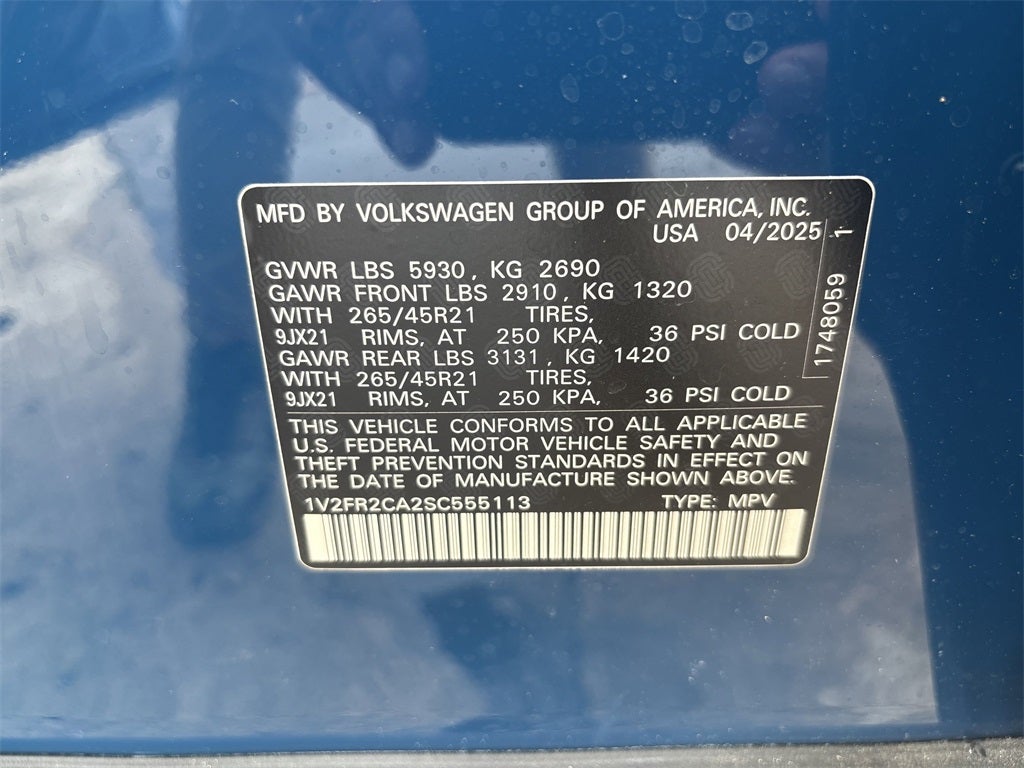 MFD BY VOLKSWAGEN GROUP OF AMERICA, INC.
USA 04/2025
GVWR LBS 5930, KG 2690
GAWR FRONT LBS 2910, KG 1320
WITH 265/45R21 TIRES,
9JX21 RIMS, AT 250 KPA, 36 PSI COLD
GAWR REAR LBS 3131, KG 1420
WITH 265/45R21 TIRES,
9JX21 RIMS, AT 250 KPA, 36 PSI COLD
THIS VEHICLE CONFORMS TO ALL APPLICABLE
U.S. FEDERAL MOTOR VEHICLE SAFETY AND
THEFT PREVENTION STANDARDS IN EFFECT ON
THE DATE OF MANUFACTURE SHOWN ABOVE.
1V2FR2CA2SC555113 TYPE: MPV
1748059 1